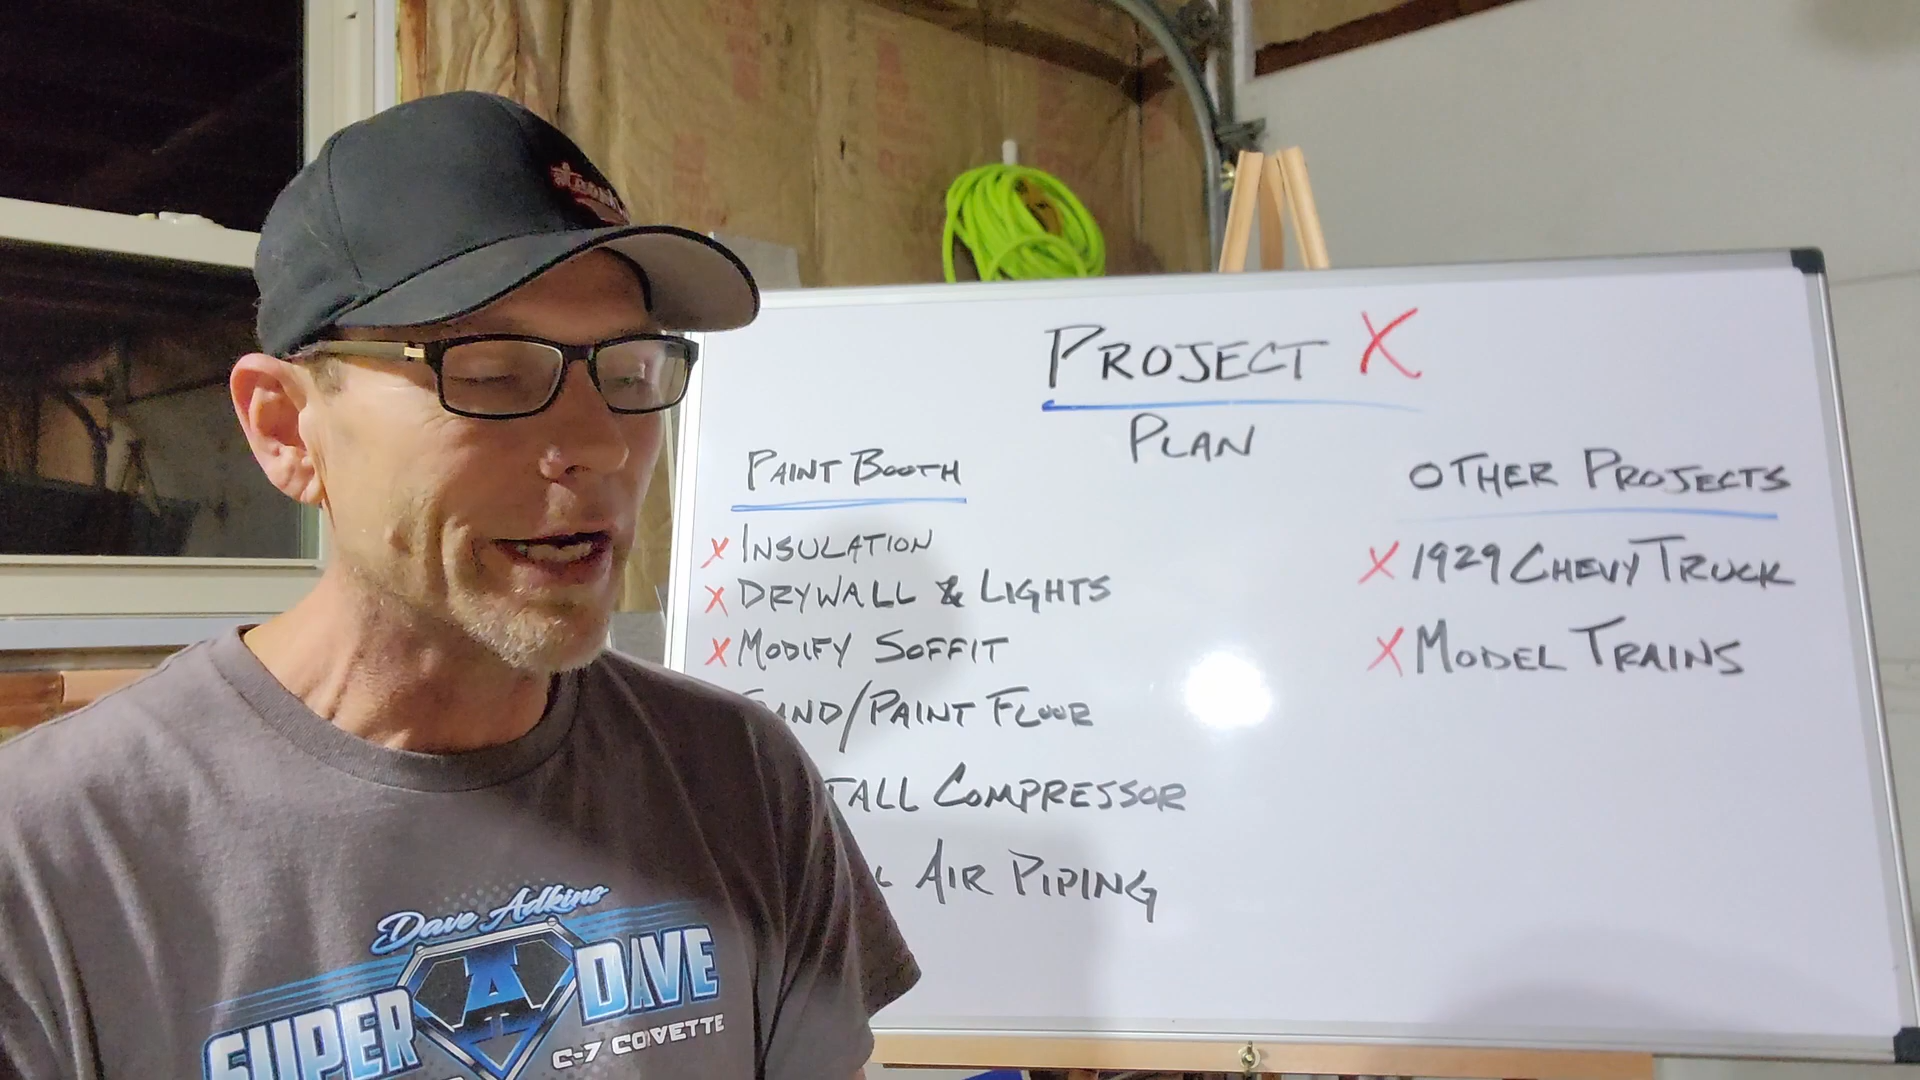 PROJECT X
PLAN
PAINT BOOTH
X INSULATION
X DRYWALL & LIGHTS
X MODIFY SOFFIT
SAND/PAINT FLOOR
TALL COMPRESSOR
L AIR PIPING
OTHER PROJECTS
X 1929 CHEVY TRUCK
X MODEL TRAINS
Dave Adkins
SUPER A DAVE
C-7 CORVETTE